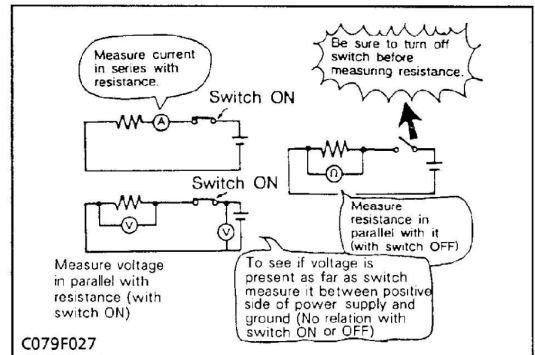 Measure current
in series with
resistance.
Be sure to turn off
switch before
measuring resistance.
Switch ON
A
Switch ON
Ω
V
V
Measure
resistance in
parallel with it
(with switch OFF)
Measure voltage
in parallel with
resistance (with
switch ON)
To see if voltage is
present as far as switch
measure it between positive
side of power supply and
ground (No relation with
switch ON or OFF)
C079F027